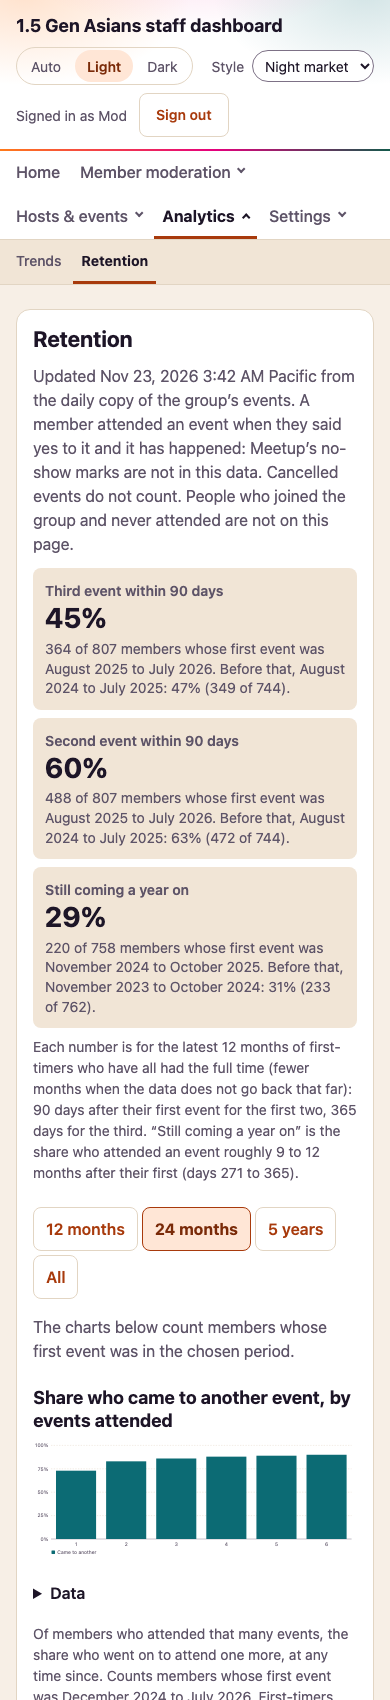 1.5 Gen Asians staff dashboard
Auto Light Dark Style Night market
Signed in as Mod Sign out
Home Member moderation
Hosts & events Analytics Settings
Trends Retention
Retention
Updated Nov 23, 2026 3:42 AM Pacific from
the daily copy of the group's events. A
member attended an event when they said
yes to it and it has happened: Meetup's no-
show marks are not in this data. Cancelled
events do not count. People who joined the
group and never attended are not on this
page.
Third event within 90 days
45%
364 of 807 members whose first event was
August 2025 to July 2026. Before that, August
2024 to July 2025: 47% (349 of 744).
Second event within 90 days
60%
488 of 807 members whose first event was
August 2025 to July 2026. Before that, August
2024 to July 2025: 63% (472 of 744).
Still coming a year on
29%
220 of 758 members whose first event was
November 2024 to October 2025. Before that,
November 2023 to October 2024: 31% (233
of 762).
Each number is for the latest 12 months of first-
timers who have all had the full time (fewer
months when the data does not go back that far):
90 days after their first event for the first two, 365
days for the third. “Still coming a year on” is the
share who attended an event roughly 9 to 12
months after their first (days 271 to 365).
12 months 24 months 5 years
All
The charts below count members whose
first event was in the chosen period.
Share who came to another event, by
events attended
100%
75%
50%
25%
0%
1 2 3 4 5 6
Came to another
Data
Of members who attended that many events, the
share who went on to attend one more, at any
time since. Counts members whose first event
was December 2024 to July 2026. First-timers